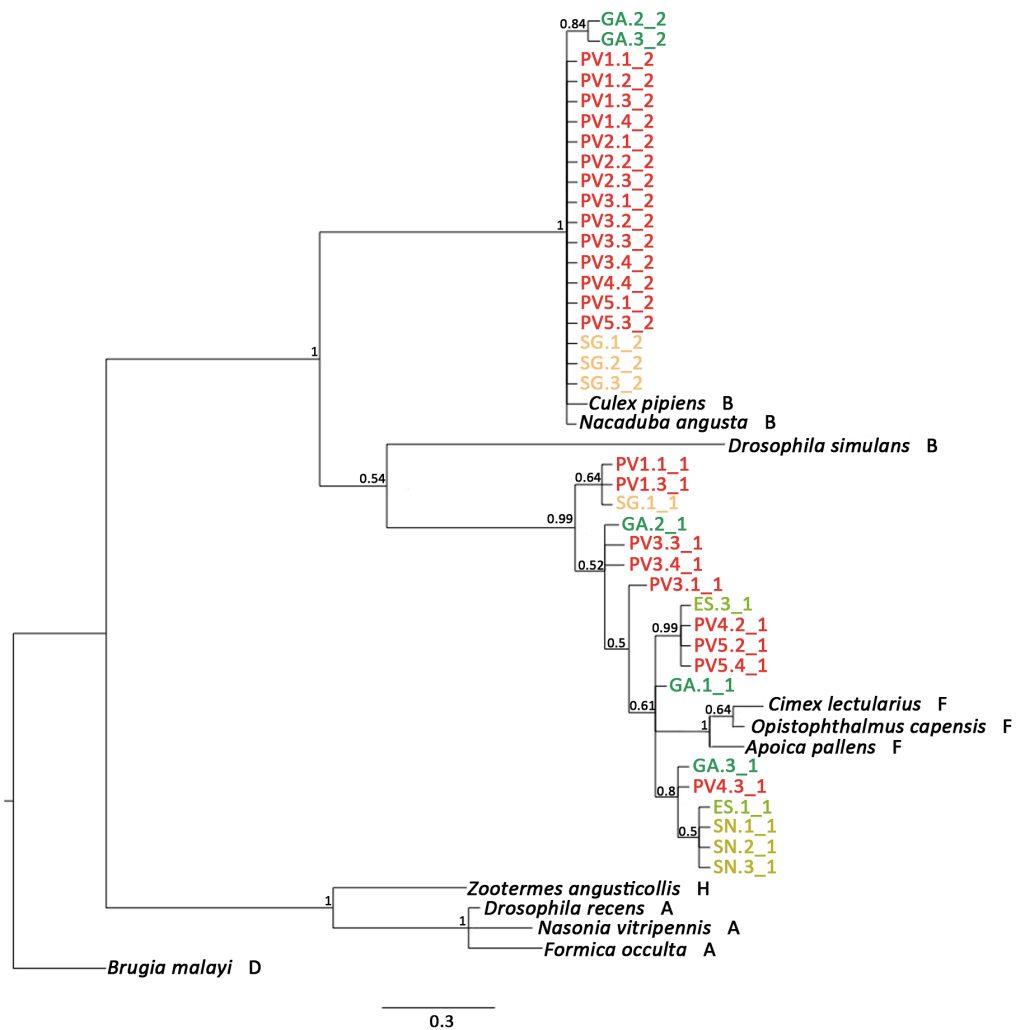 0.84
GA.2_2
GA.3_2
PV1.1_2
PV1.2_2
PV1.3_2
PV1.4_2
PV2.1_2
PV2.2_2
PV2.3_2
PV3.1_2
PV3.2_2
1
PV3.3_2
PV3.4_2
PV4.4_2
PV5.1_2
PV5.3_2
SG.1_2
1
SG.2_2
SG.3_2
Culex pipiens B
Nacaduba angusta B
Drosophila simulans B
PV1.1_1
0.54
0.64
PV1.3_1
SG.1_1
0.99
GA.2_1
PV3.3_1
0.52
PV3.4_1
PV3.1_1
ES.3_1
0.99
PV4.2_1
0.5
PV5.2_1
PV5.4_1
GA.1_1
0.61
Cimex lectularius F
0.64
1
Opistophthalmus capensis F
Apoica pallens F
GA.3_1
0.8
PV4.3_1
ES.1_1
0.5
SN.1_1
SN.2_1
SN.3_1
Zootermes angusticollis H
1
Drosophila recens A
1
Nasonia vitripennis A
Formica occulta A
Brugia malayi D
0.3